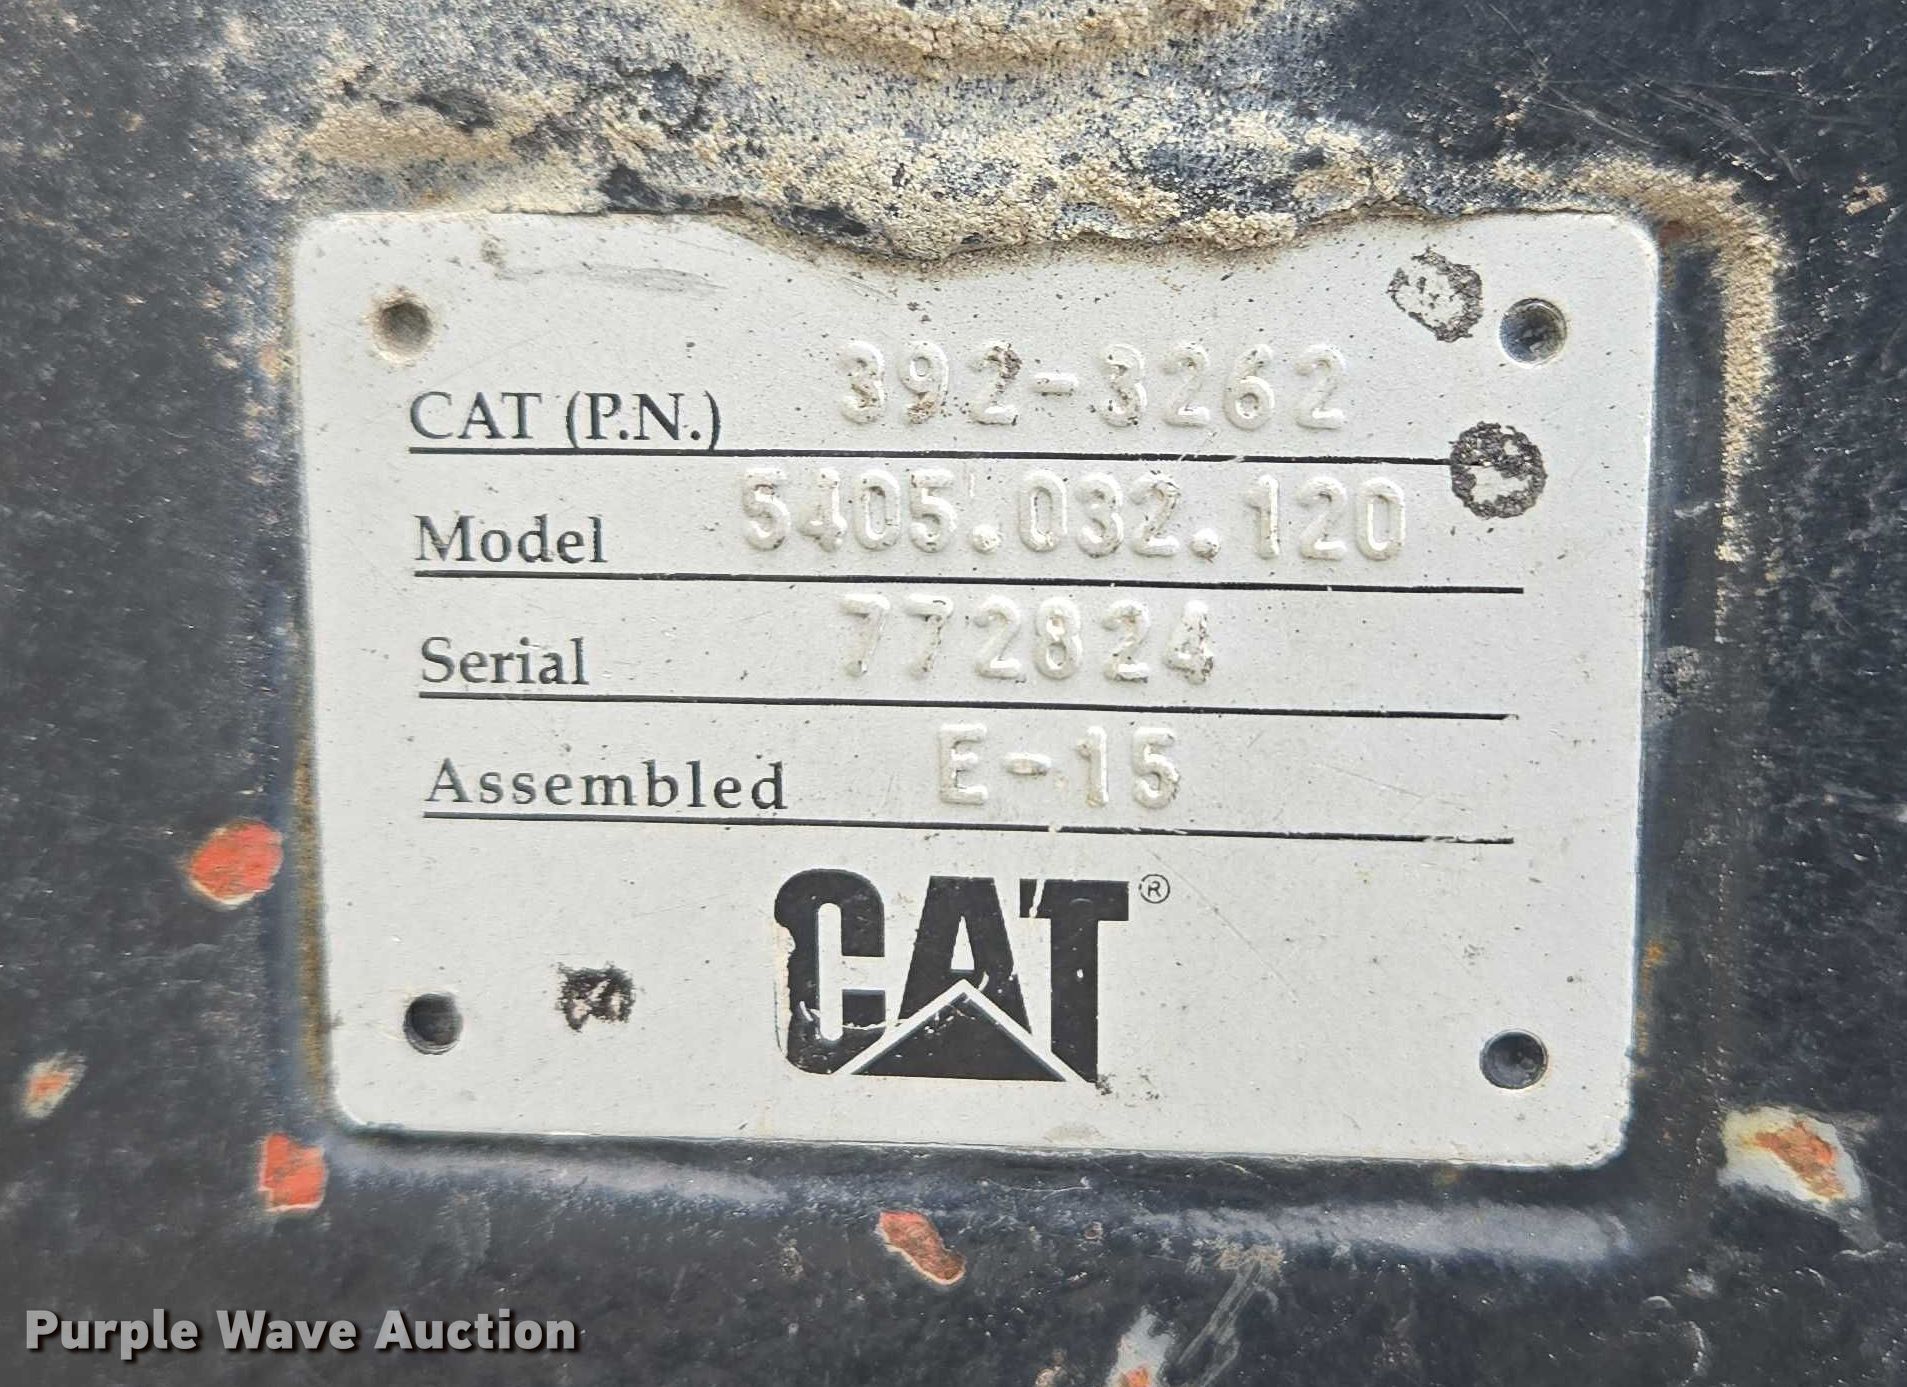 CAT (P.N.) 392-3262
Model 5405.032.120
Serial 772824
Assembled E-15
CAT®
Purple Wave Auction